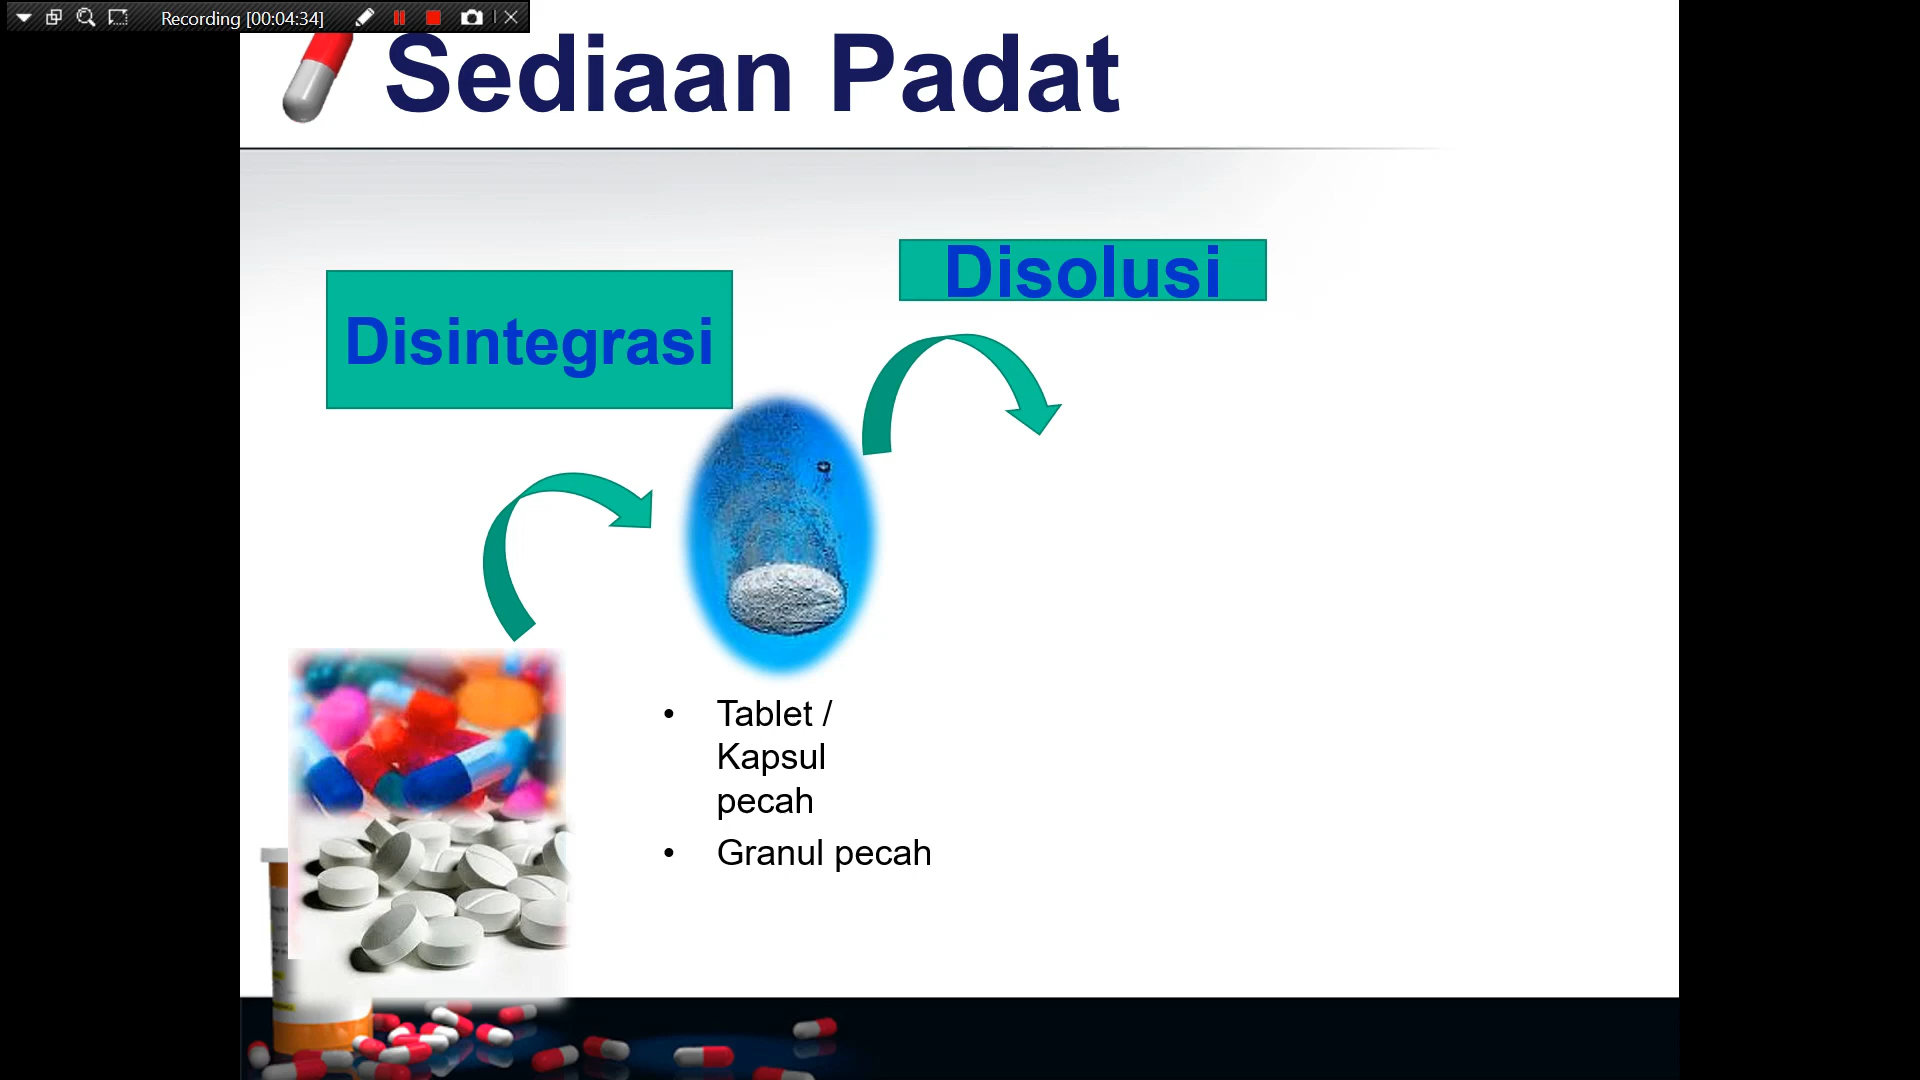 Recording [00:04:34]
Sediaan Padat
Disolusi
Disintegrasi
• Tablet /
Kapsul
pecah
• Granul pecah